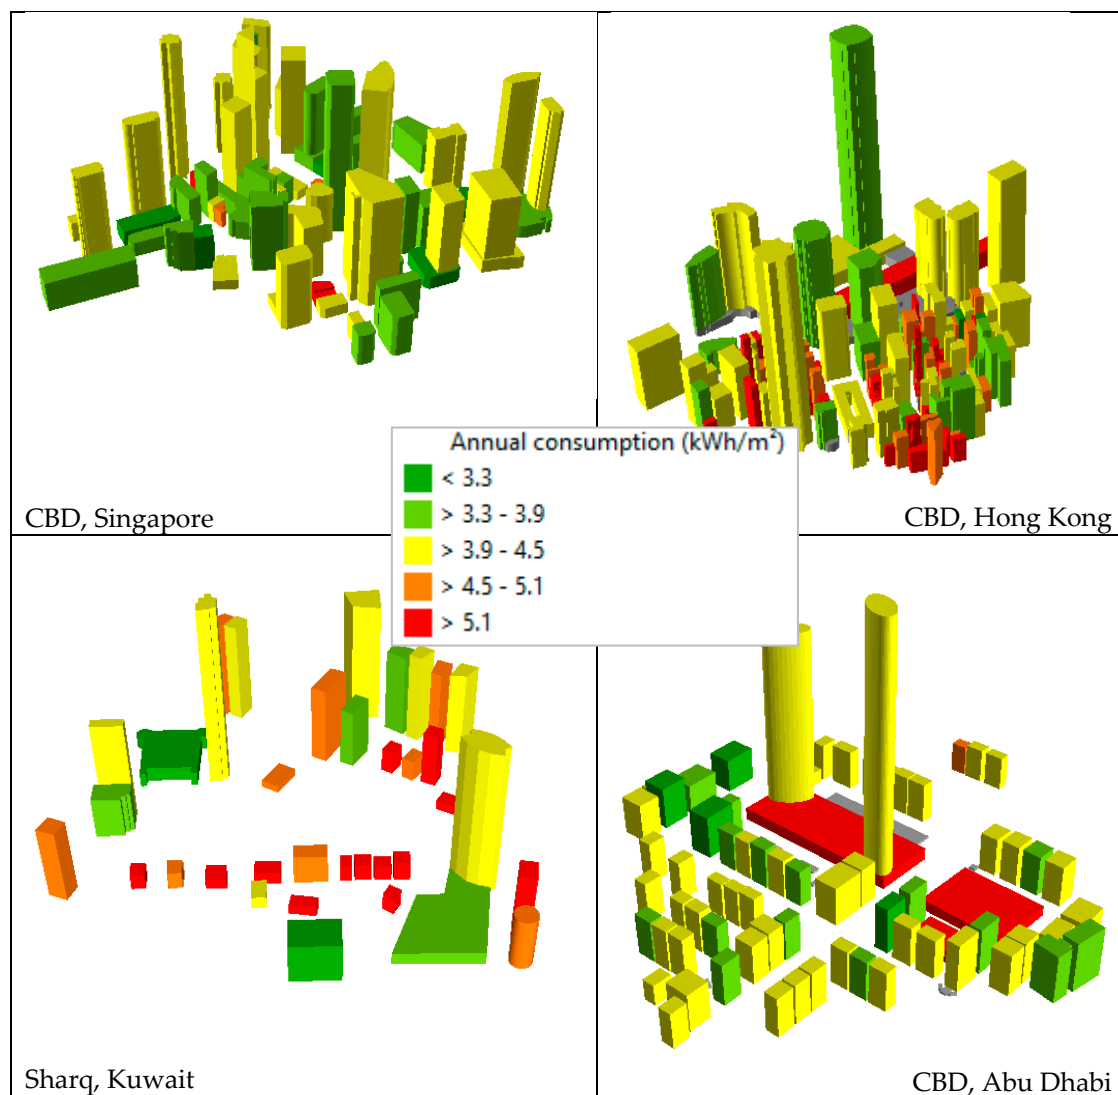 CBD, Singapore
CBD, Hong Kong
Annual consumption (kWh/m²)
< 3.3
> 3.3 - 3.9
> 3.9 - 4.5
> 4.5 - 5.1
> 5.1
Sharq, Kuwait
CBD, Abu Dhabi